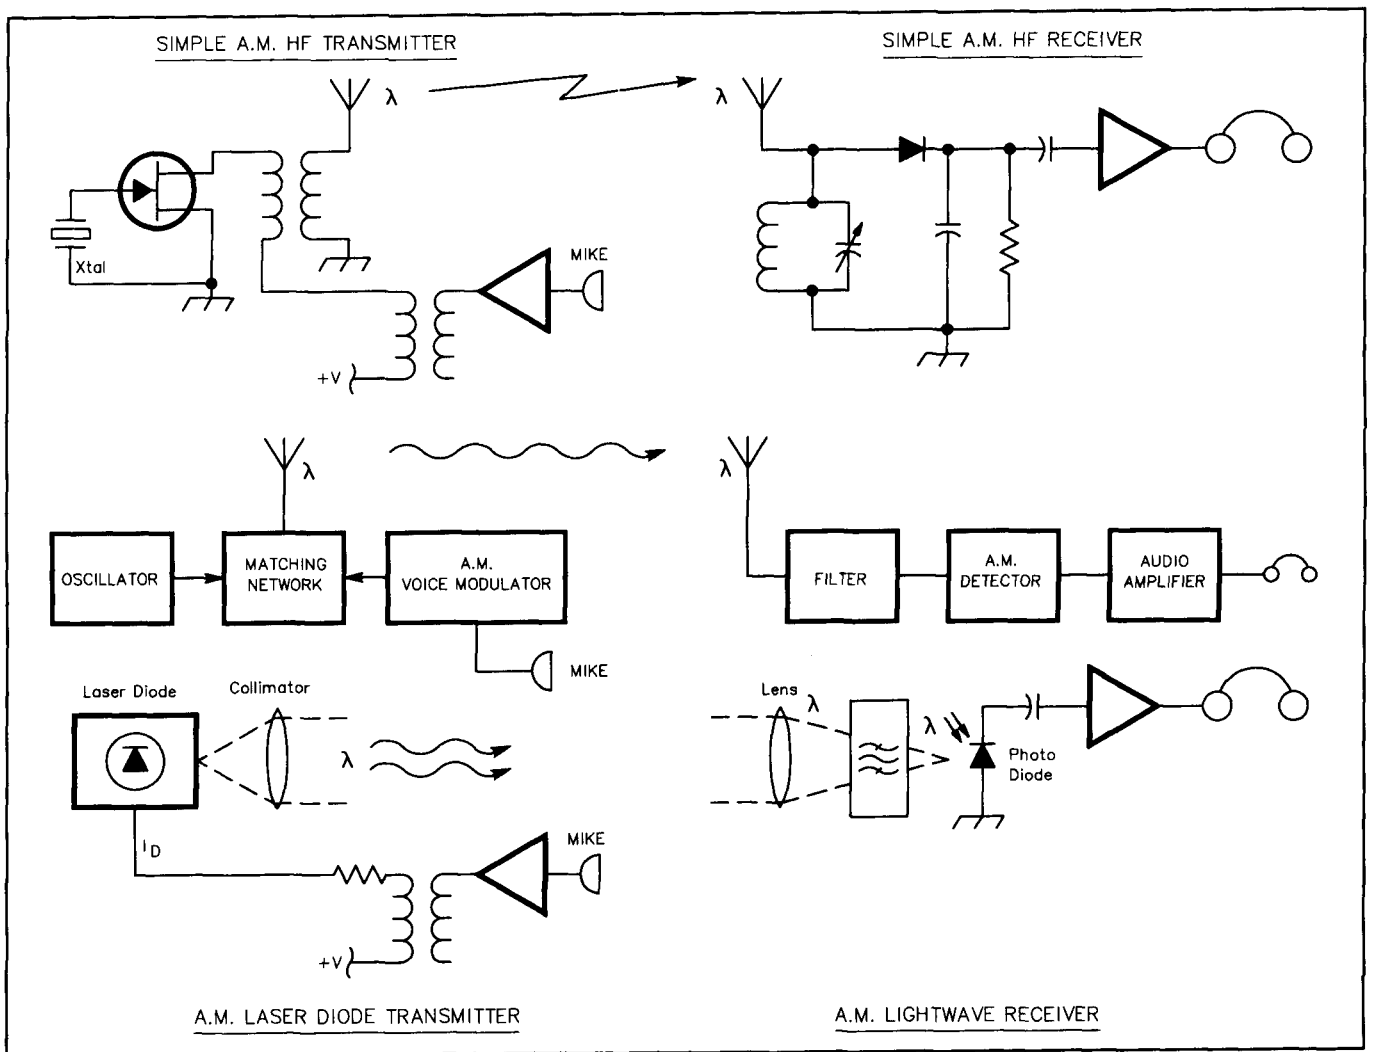 SIMPLE A.M. HF TRANSMITTER
SIMPLE A.M. HF RECEIVER
λ
λ
Xtal
MIKE
+V
λ
λ
OSCILLATOR
MATCHING
NETWORK
A.M.
VOICE MODULATOR
FILTER
A.M.
DETECTOR
AUDIO
AMPLIFIER
MIKE
Laser Diode
Collimator
λ
Lens
λ
λ
Photo
Diode
ID
MIKE
+V
A.M. LASER DIODE TRANSMITTER
A.M. LIGHTWAVE RECEIVER